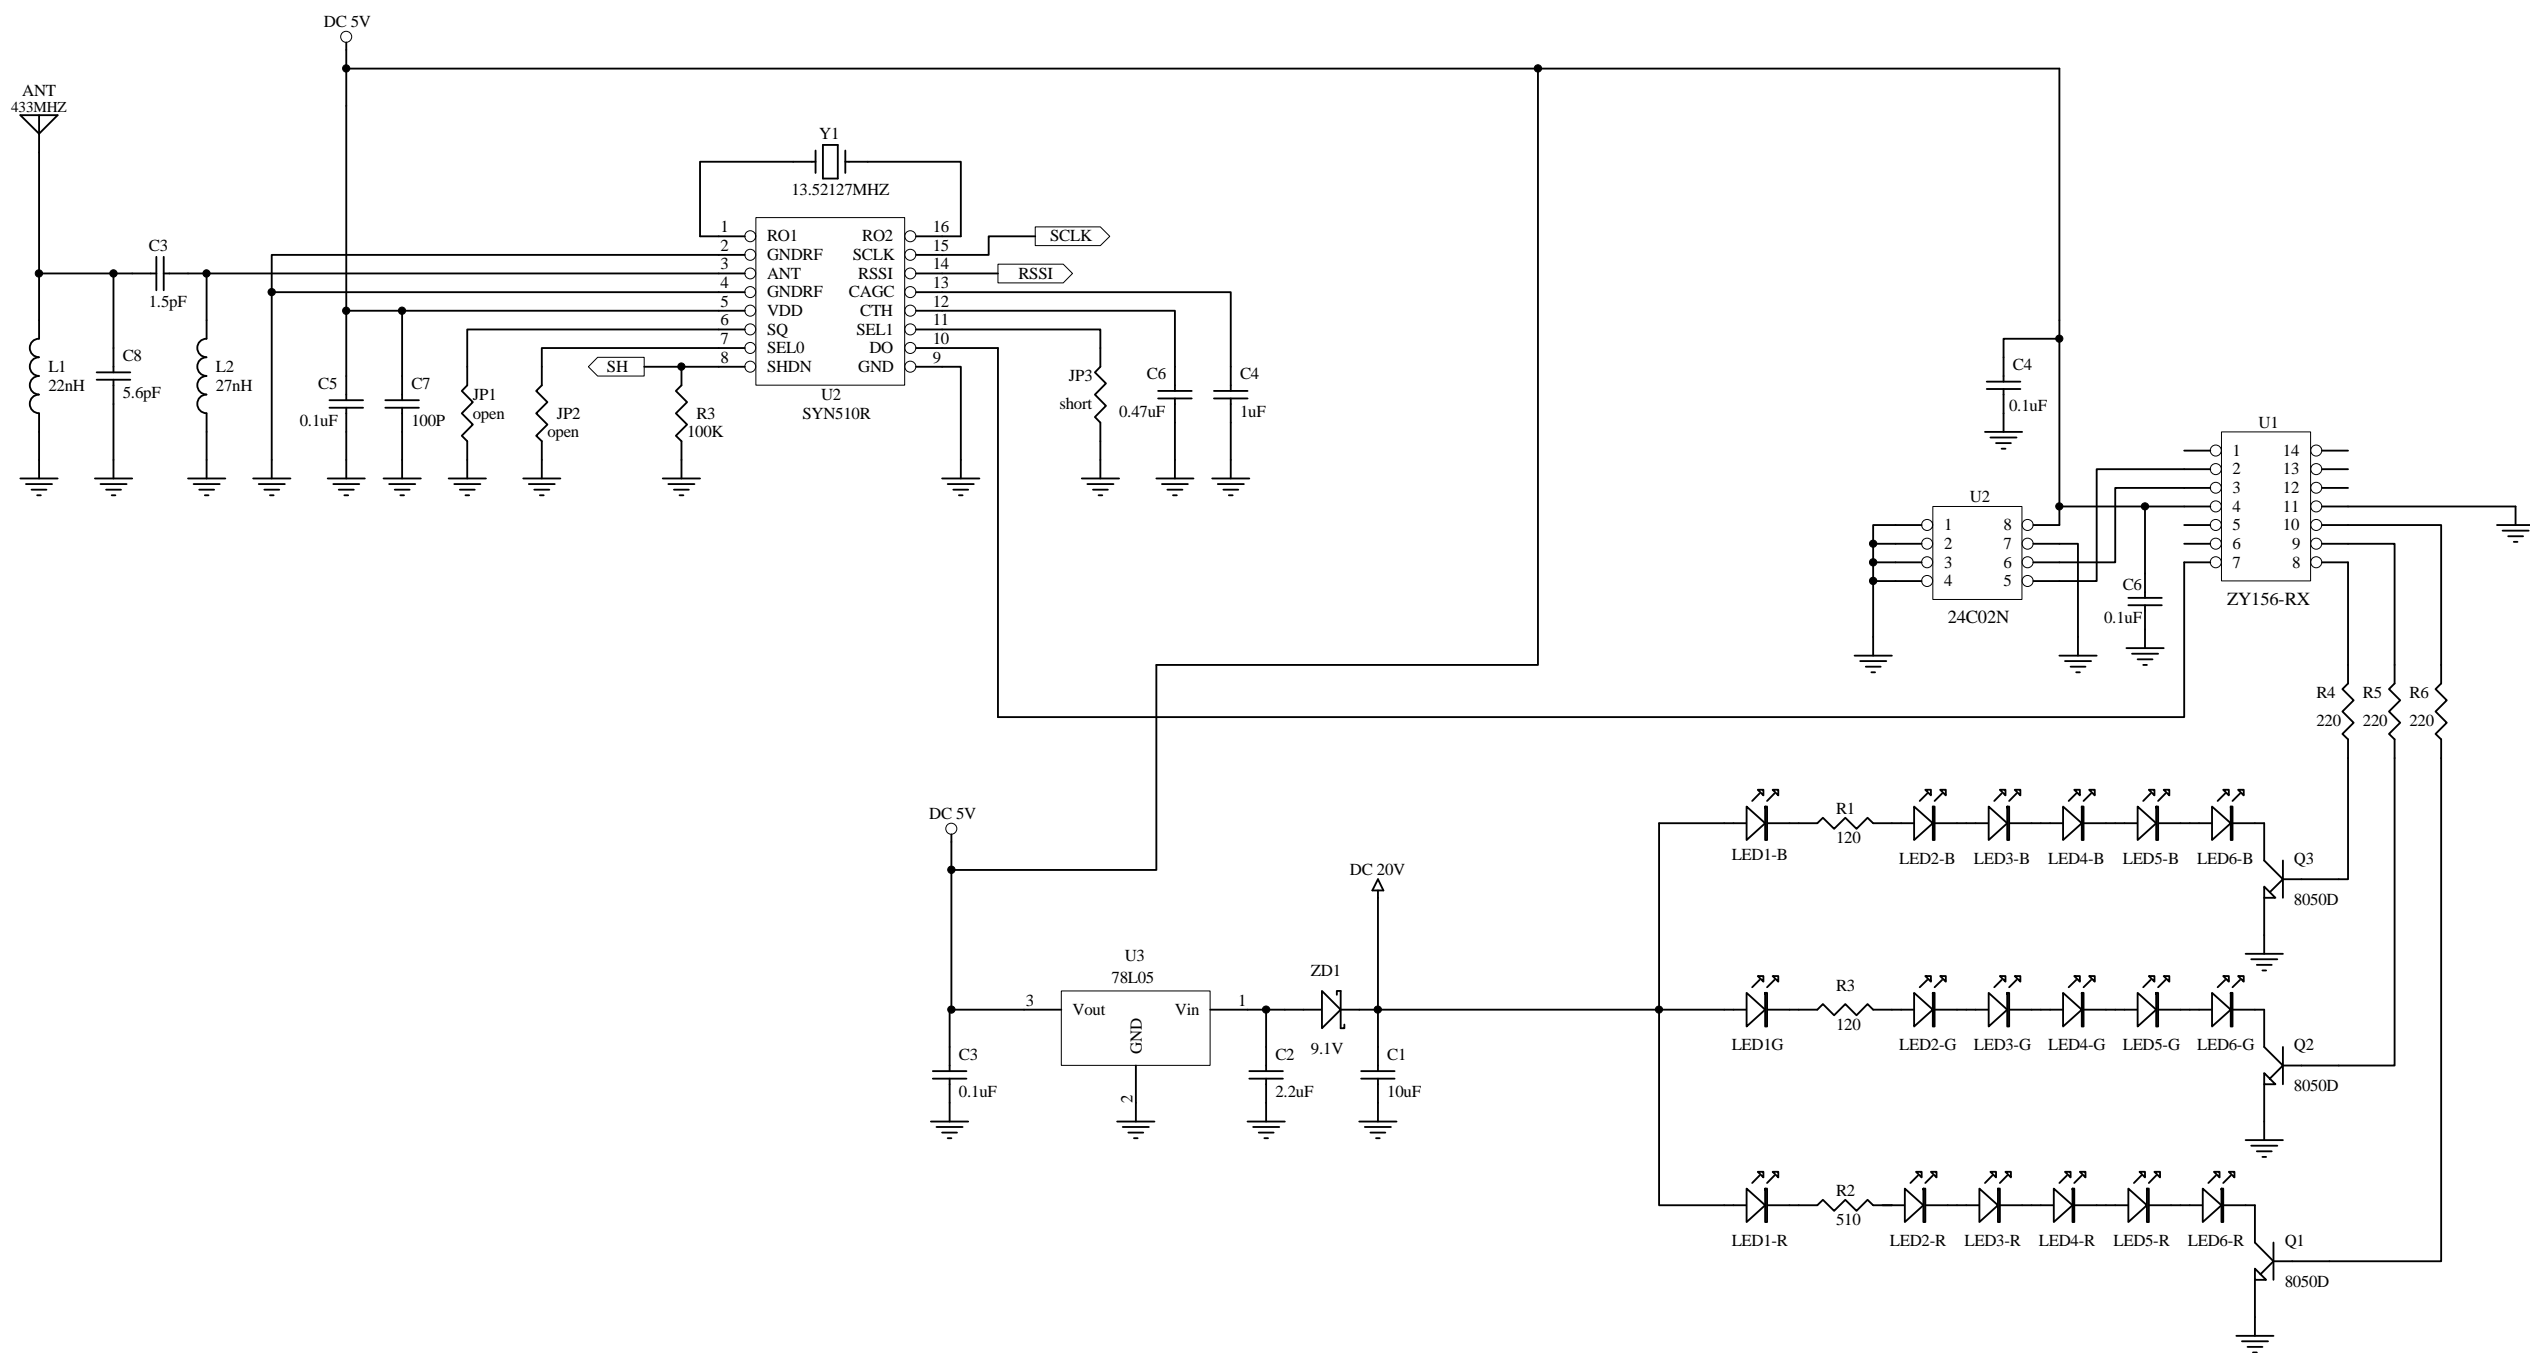 DC 5V
ANT
433MHZ
Y1
13.52127MHZ
1 RO1 RO2 16
2 GNDRF SCLK 15
3 ANT RSSI 14
4 GNDRF CAGC 13
5 VDD CTH 12
6 SQ SEL1 11
7 SEL0 DO 10
8 SHDN GND 9
U2
SYN510R
SCLK
RSSI
SH
C3
1.5pF
L1
22nH
C8
5.6pF
L2
27nH
C5
0.1uF
C7
100P
JP1
open
JP2
open
R3
100K
JP3
short
C6
0.47uF
C4
1uF
C4
0.1uF
U1
1 14
2 13
3 12
4 11
5 10
6 9
7 8
ZY156-RX
U2
1 8
2 7
3 6
4 5
24C02N
C6
0.1uF
R4
220
R5
220
R6
220
DC 5V
DC 20V
U3
78L05
3 Vout Vin 1
GND
2
ZD1
9.1V
C3
0.1uF
C2
2.2uF
C1
10uF
R1
120
LED1-B LED2-B LED3-B LED4-B LED5-B LED6-B
Q3
8050D
R3
120
LED1G LED2-G LED3-G LED4-G LED5-G LED6-G
Q2
8050D
R2
510
LED1-R LED2-R LED3-R LED4-R LED5-R LED6-R
Q1
8050D